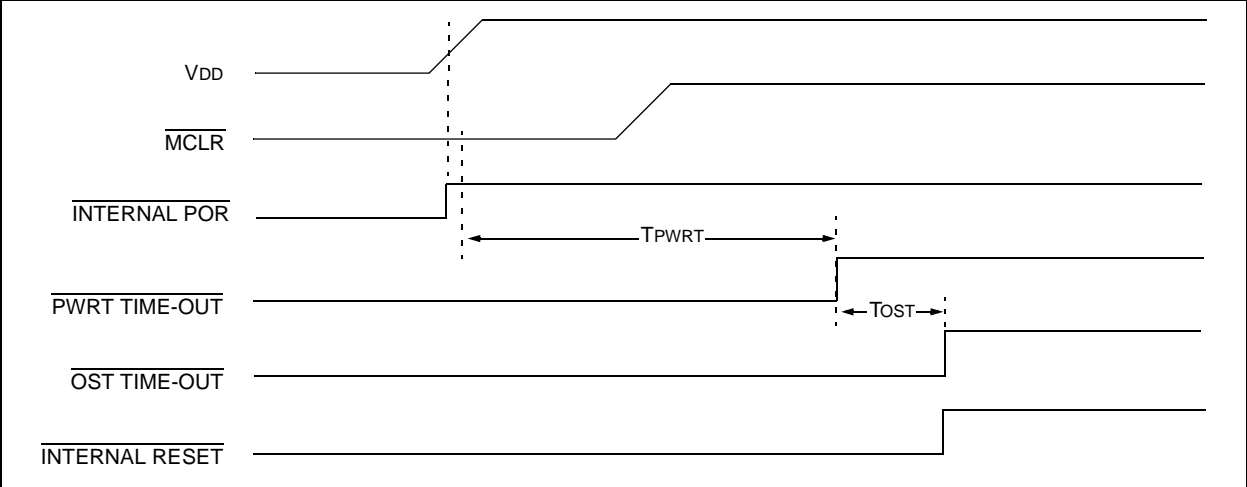 VDD
MCLR
INTERNAL POR
TPWRT
PWRT TIME-OUT
TOST
OST TIME-OUT
INTERNAL RESET